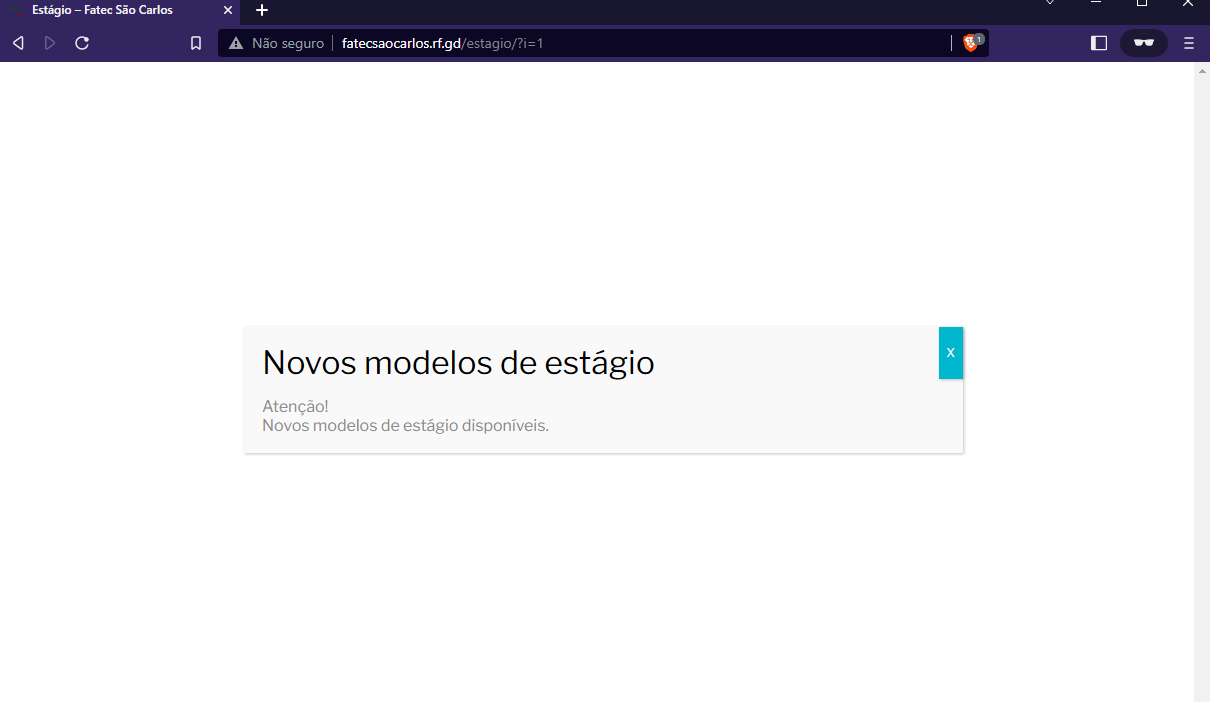 Estágio – Fatec São Carlos
Não seguro
fatecsaocarlos.rf.gd/estagio/?i=1
1
Novos modelos de estágio
X
Atenção!
Novos modelos de estágio disponíveis.